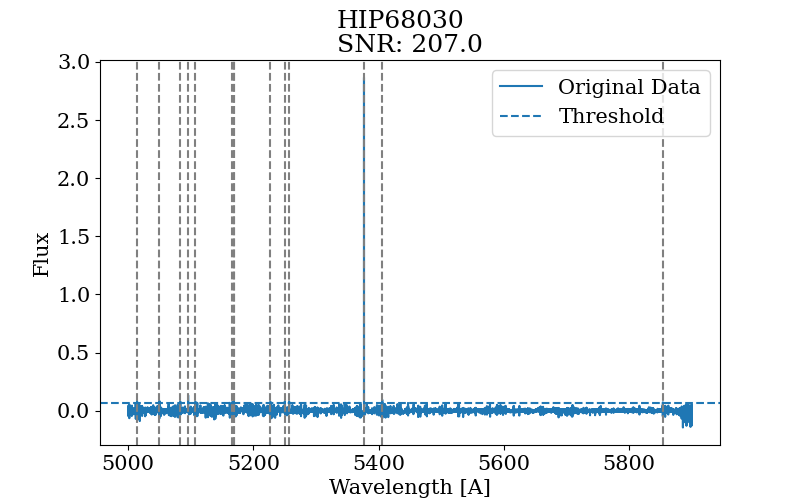 HIP68030
SNR: 207.0
3.0
2.5
2.0
1.5
1.0
0.5
0.0
Flux
Original Data
Threshold
5000 5200 5400 5600 5800
Wavelength [A]